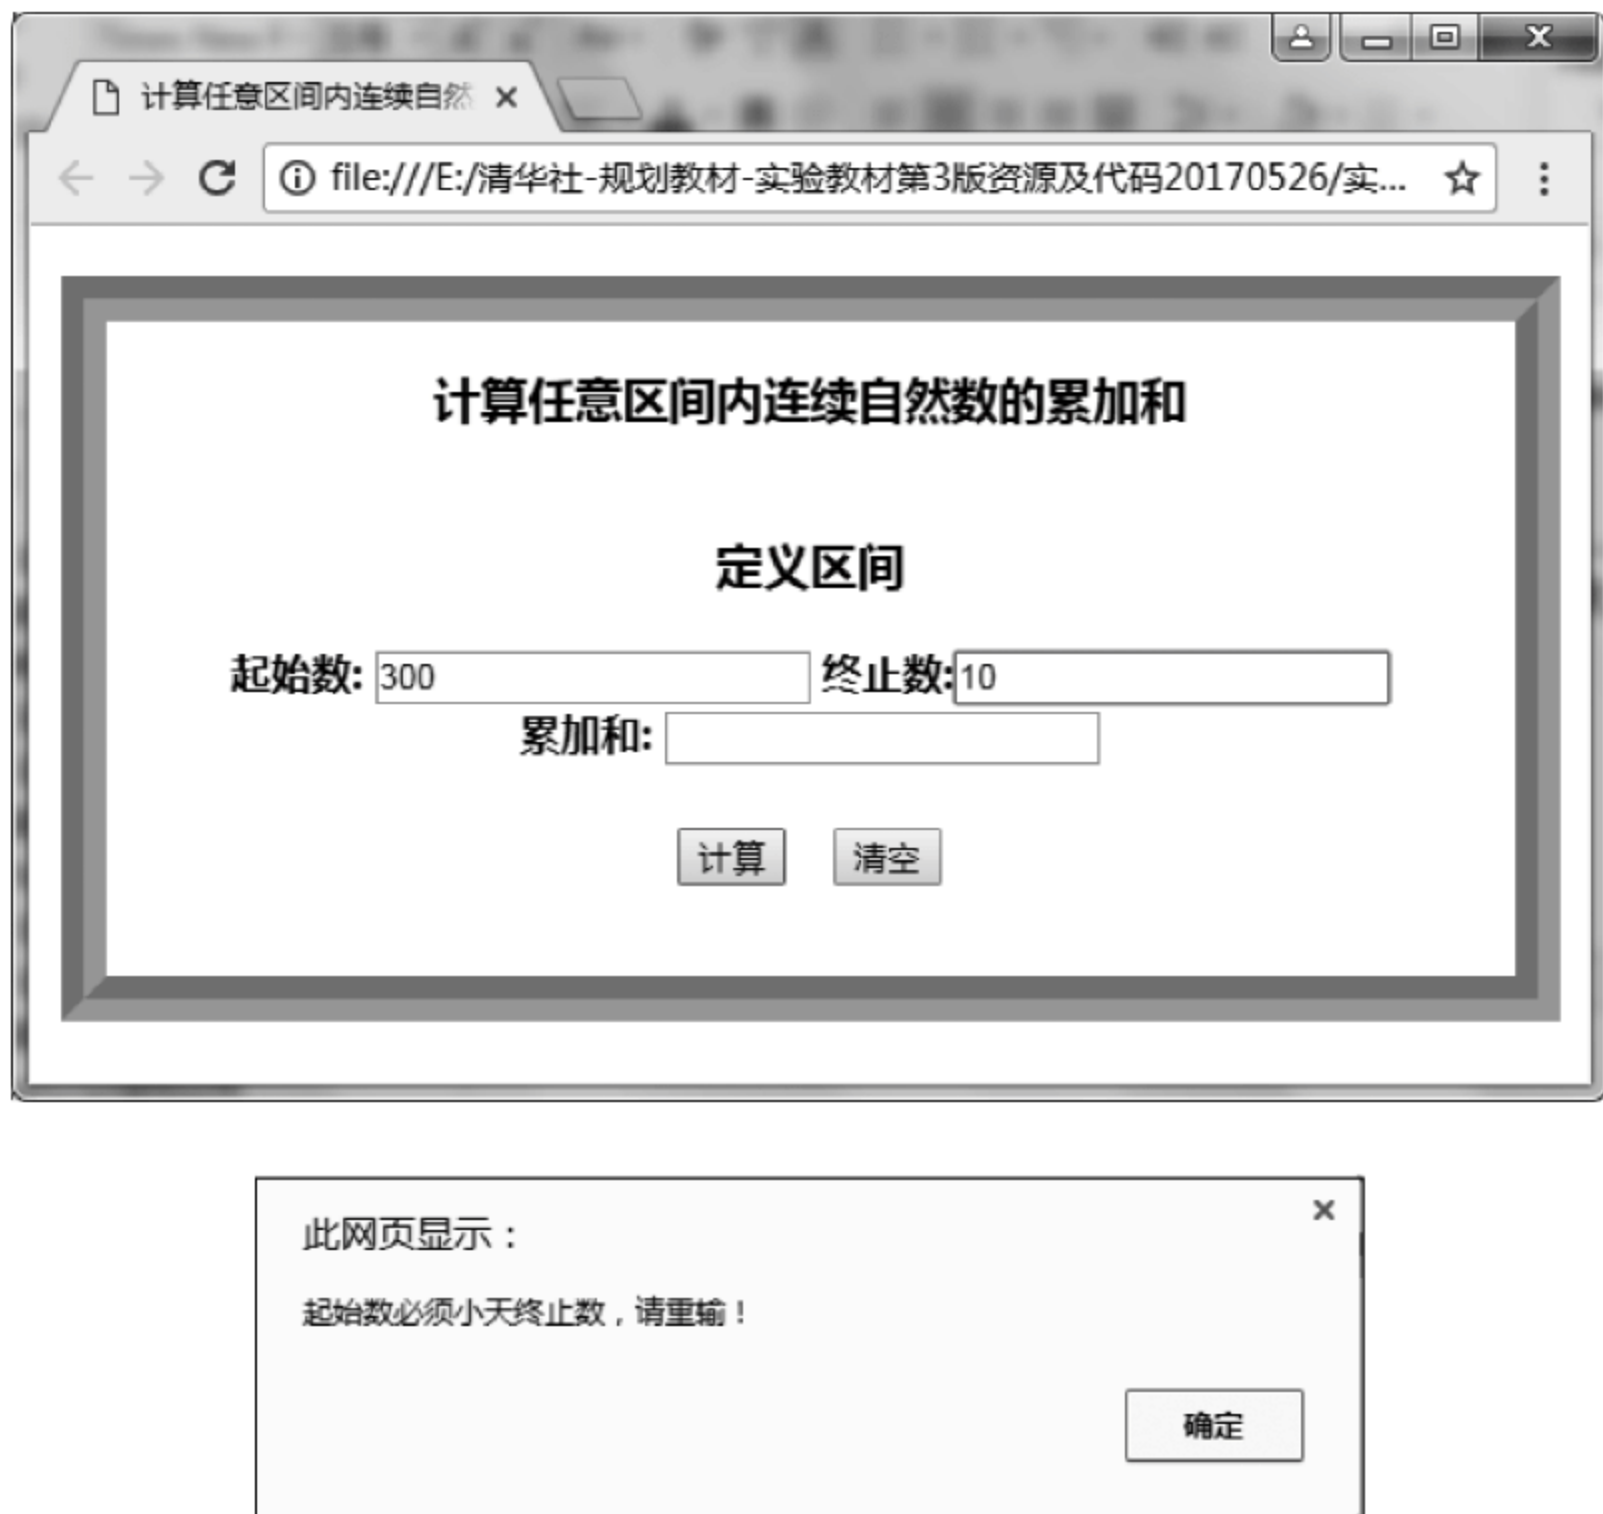 计算任意区间内连续自然
file:///E:/清华社-规划教材-实验教材第3版资源及代码20170526/实...
计算任意区间内连续自然数的累加和
定义区间
起始数: 300 终止数:10
累加和:
计算 清空
此网页显示：
起始数必须小天终止数，请重输！
确定